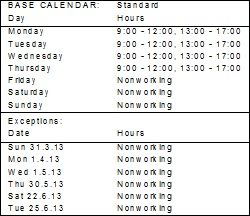 BASE CALENDAR: Standard
Day Hours
Monday 9:00 - 12:00, 13:00 - 17:00
Tuesday 9:00 - 12:00, 13:00 - 17:00
Wednesday 9:00 - 12:00, 13:00 - 17:00
Thursday 9:00 - 12:00, 13:00 - 17:00
Friday Nonworking
Saturday Nonworking
Sunday Nonworking
Exceptions:
Date Hours
Sun 31.3.13 Nonworking
Mon 1.4.13 Nonworking
Wed 1.5.13 Nonworking
Thu 30.5.13 Nonworking
Sat 22.6.13 Nonworking
Tue 25.6.13 Nonworking